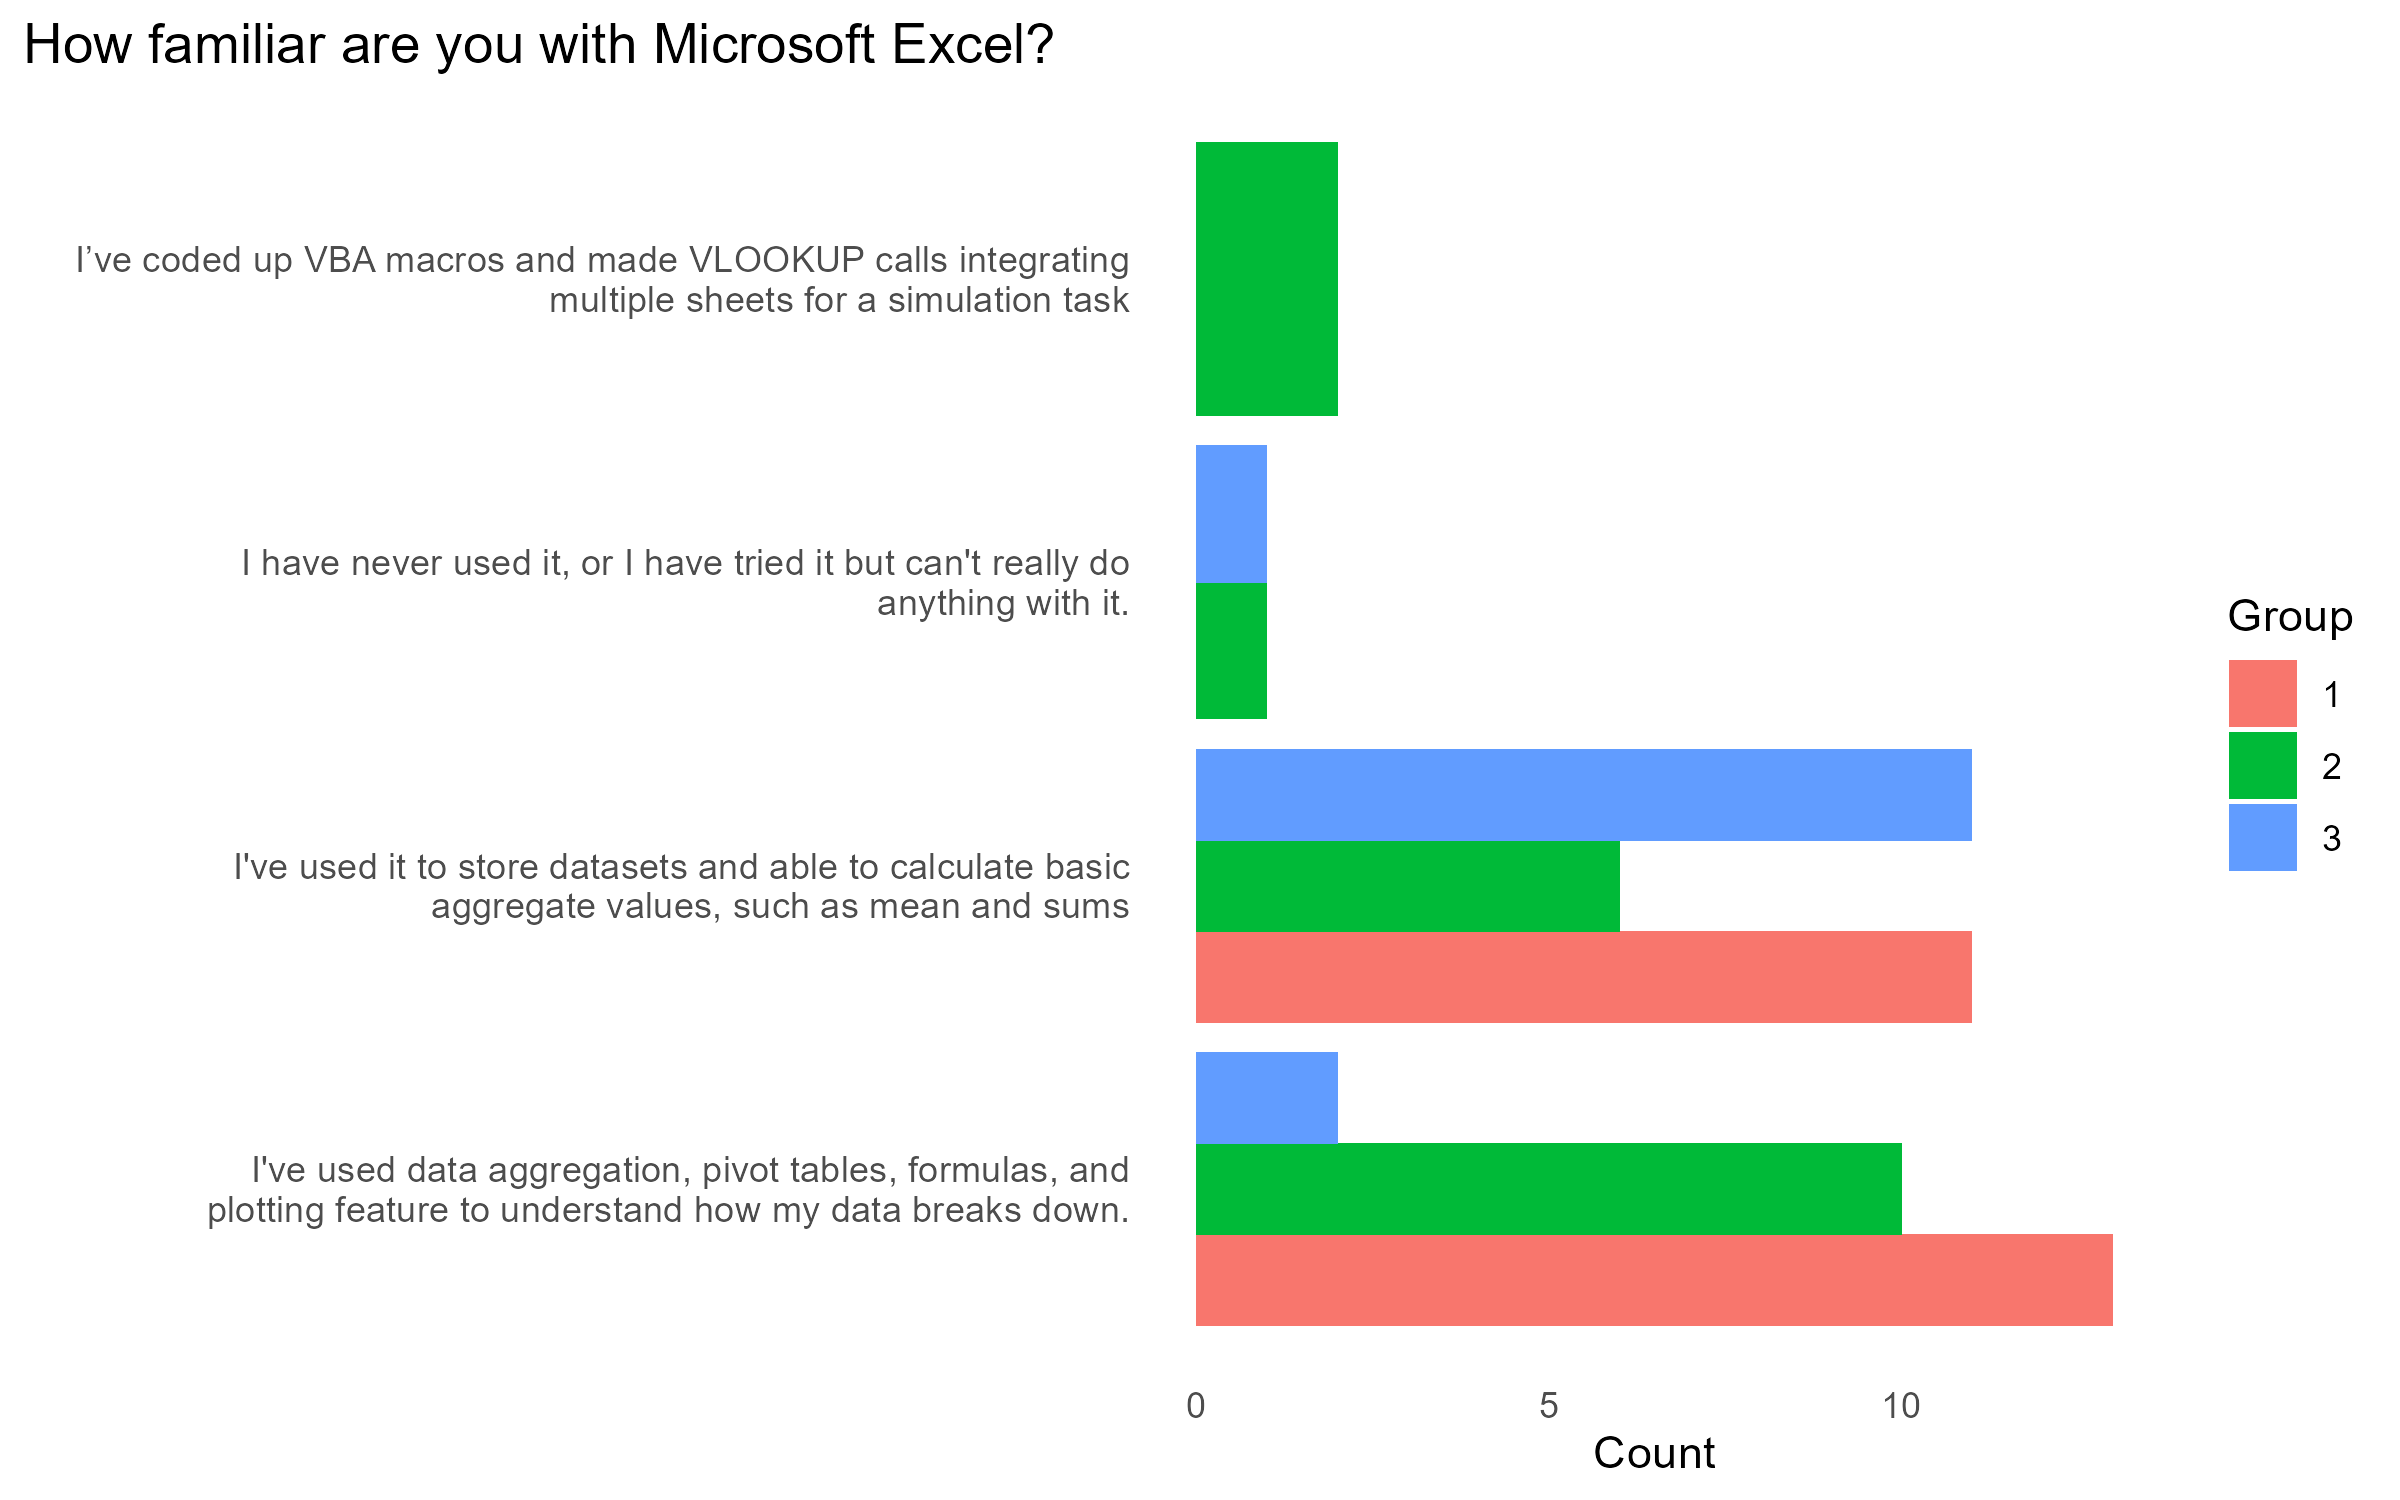 How familiar are you with Microsoft Excel?
I’ve coded up VBA macros and made VLOOKUP calls integrating
multiple sheets for a simulation task
I have never used it, or I have tried it but can't really do
anything with it.
I've used it to store datasets and able to calculate basic
aggregate values, such as mean and sums
I've used data aggregation, pivot tables, formulas, and
plotting feature to understand how my data breaks down.
0 5 10
Count
Group
1
2
3